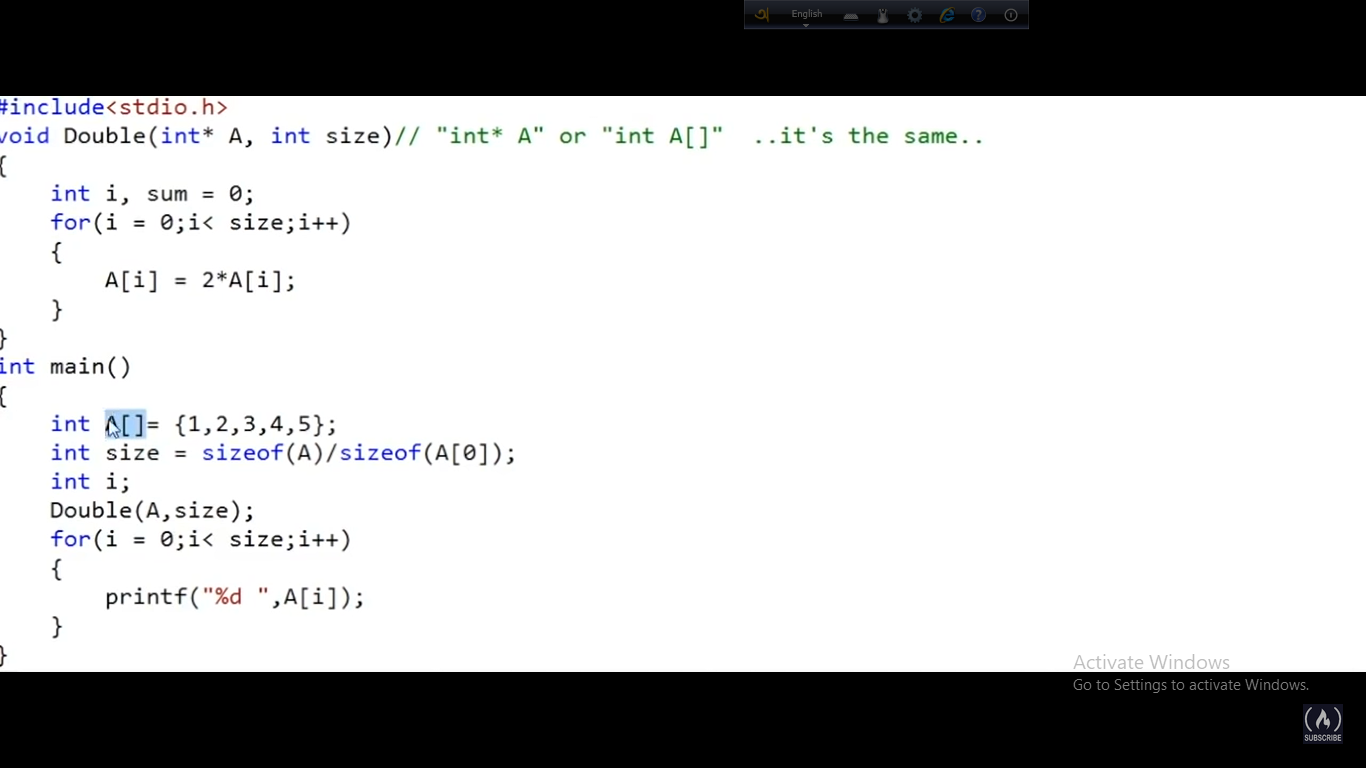 English
#include<stdio.h>
void Double(int* A, int size)// "int* A" or "int A[]"  ..it's the same..
{
    int i, sum = 0;
    for(i = 0;i< size;i++)
    {
        A[i] = 2*A[i];
    }
}
int main()
{
    int A[]= {1,2,3,4,5};
    int size = sizeof(A)/sizeof(A[0]);
    int i;
    Double(A,size);
    for(i = 0;i< size;i++)
    {
        printf("%d ",A[i]);
    }
}
Activate Windows
Go to Settings to activate Windows.
SUBSCRIBE